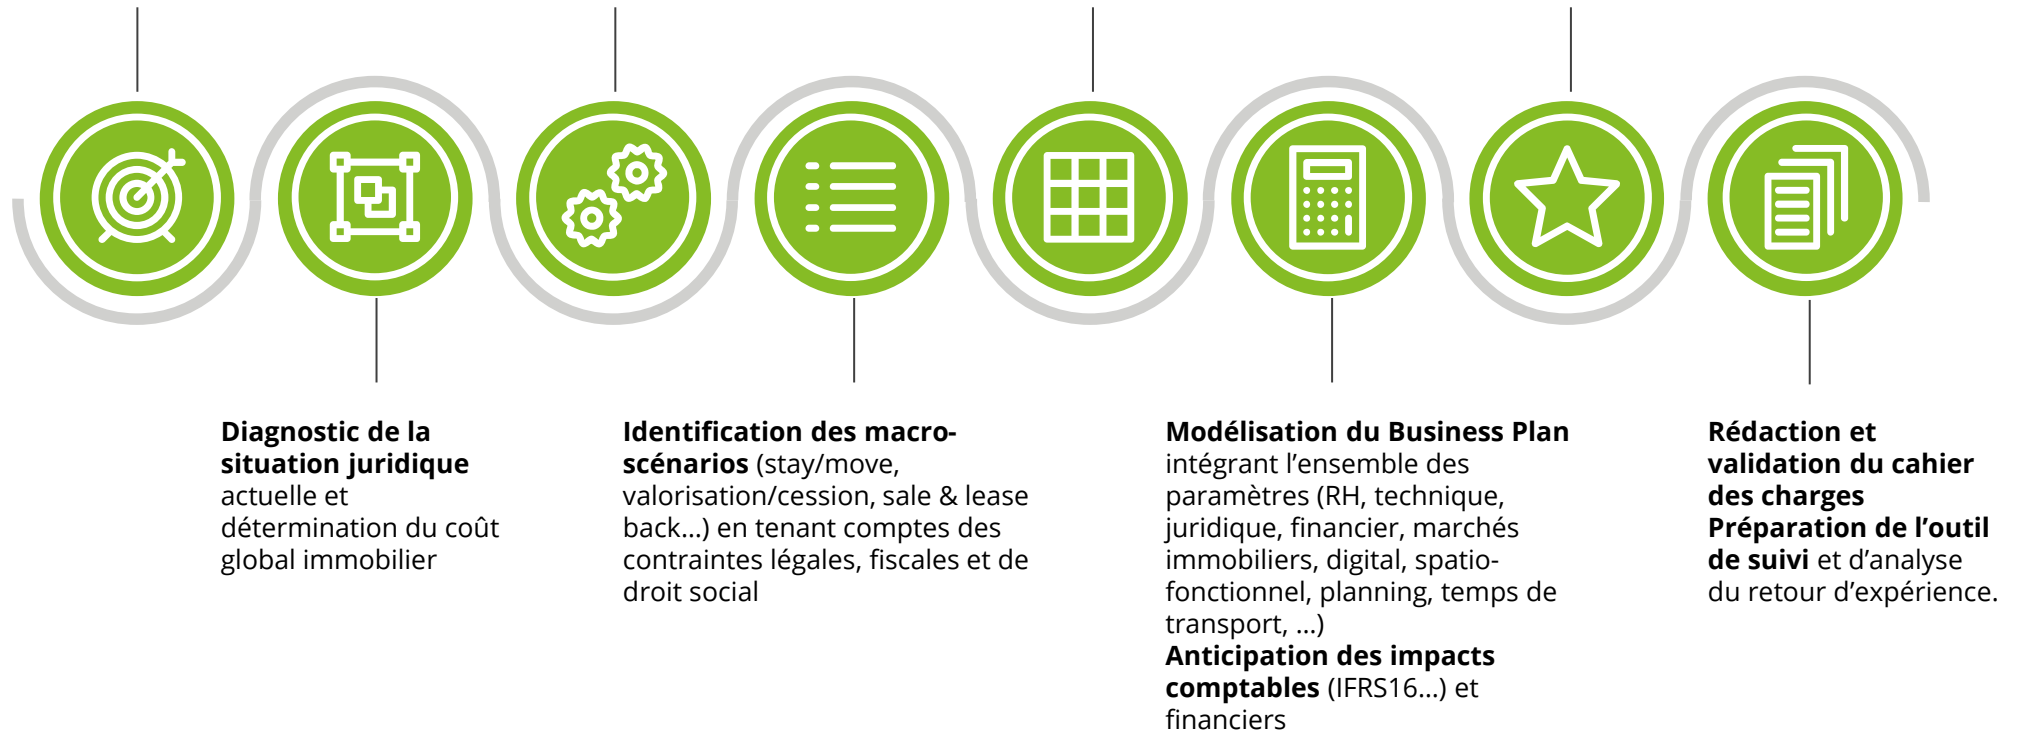 Diagnostic de la
situation juridique
actuelle et
détermination du coût
global immobilier
Identification des macro-
scénarios (stay/move,
valorisation/cession, sale & lease
back...) en tenant comptes des
contraintes légales, fiscales et de
droit social
Modélisation du Business Plan
intégrant l’ensemble des
paramètres (RH, technique,
juridique, financier, marchés
immobiliers, digital, spatio-
fonctionnel, planning, temps de
transport, ...)
Anticipation des impacts
comptables (IFRS16...) et
financiers
Rédaction et
validation du cahier
des charges
Préparation de l’outil
de suivi et d’analyse
du retour d’expérience.